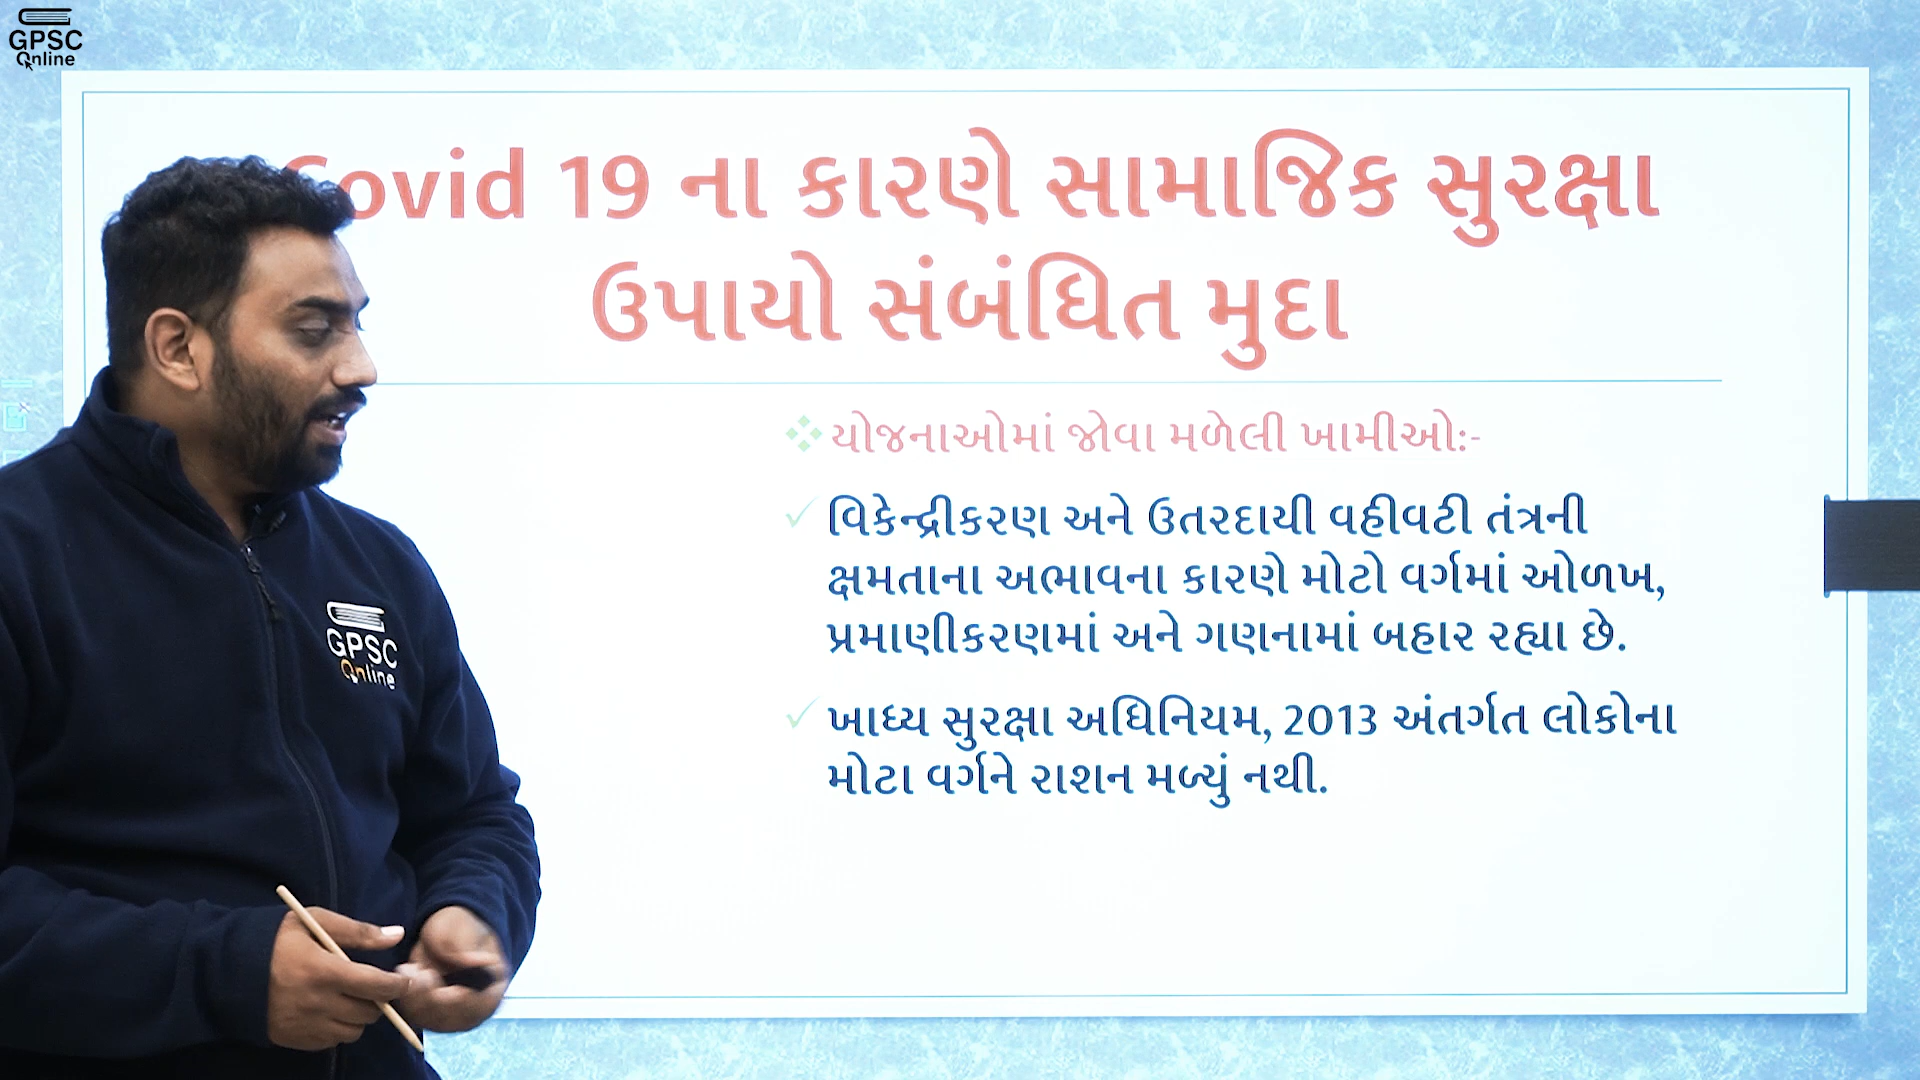 GPSC
Online
Covid 19 ના કારણે સામાજિક સુરક્ષા
ઉપાયો સંબંધિત મુદા
યોજનાઓમાં જોવા મળેલી ખામીઓ:-
વિકેન્દ્રીકરણ અને ઉતરદાયી વહીવટી તંત્રની
ક્ષમતાના અભાવના કારણે મોટો વર્ગમાં ઓળખ,
પ્રમાણીકરણમાં અને ગણનામાં બહાર રહ્યા છે.
ખાધ્ય સુરક્ષા અધિનિયમ, 2013 અંતર્ગત લોકોના
મોટા વર્ગને રાશન મળ્યું નથી.
GPSC
Online